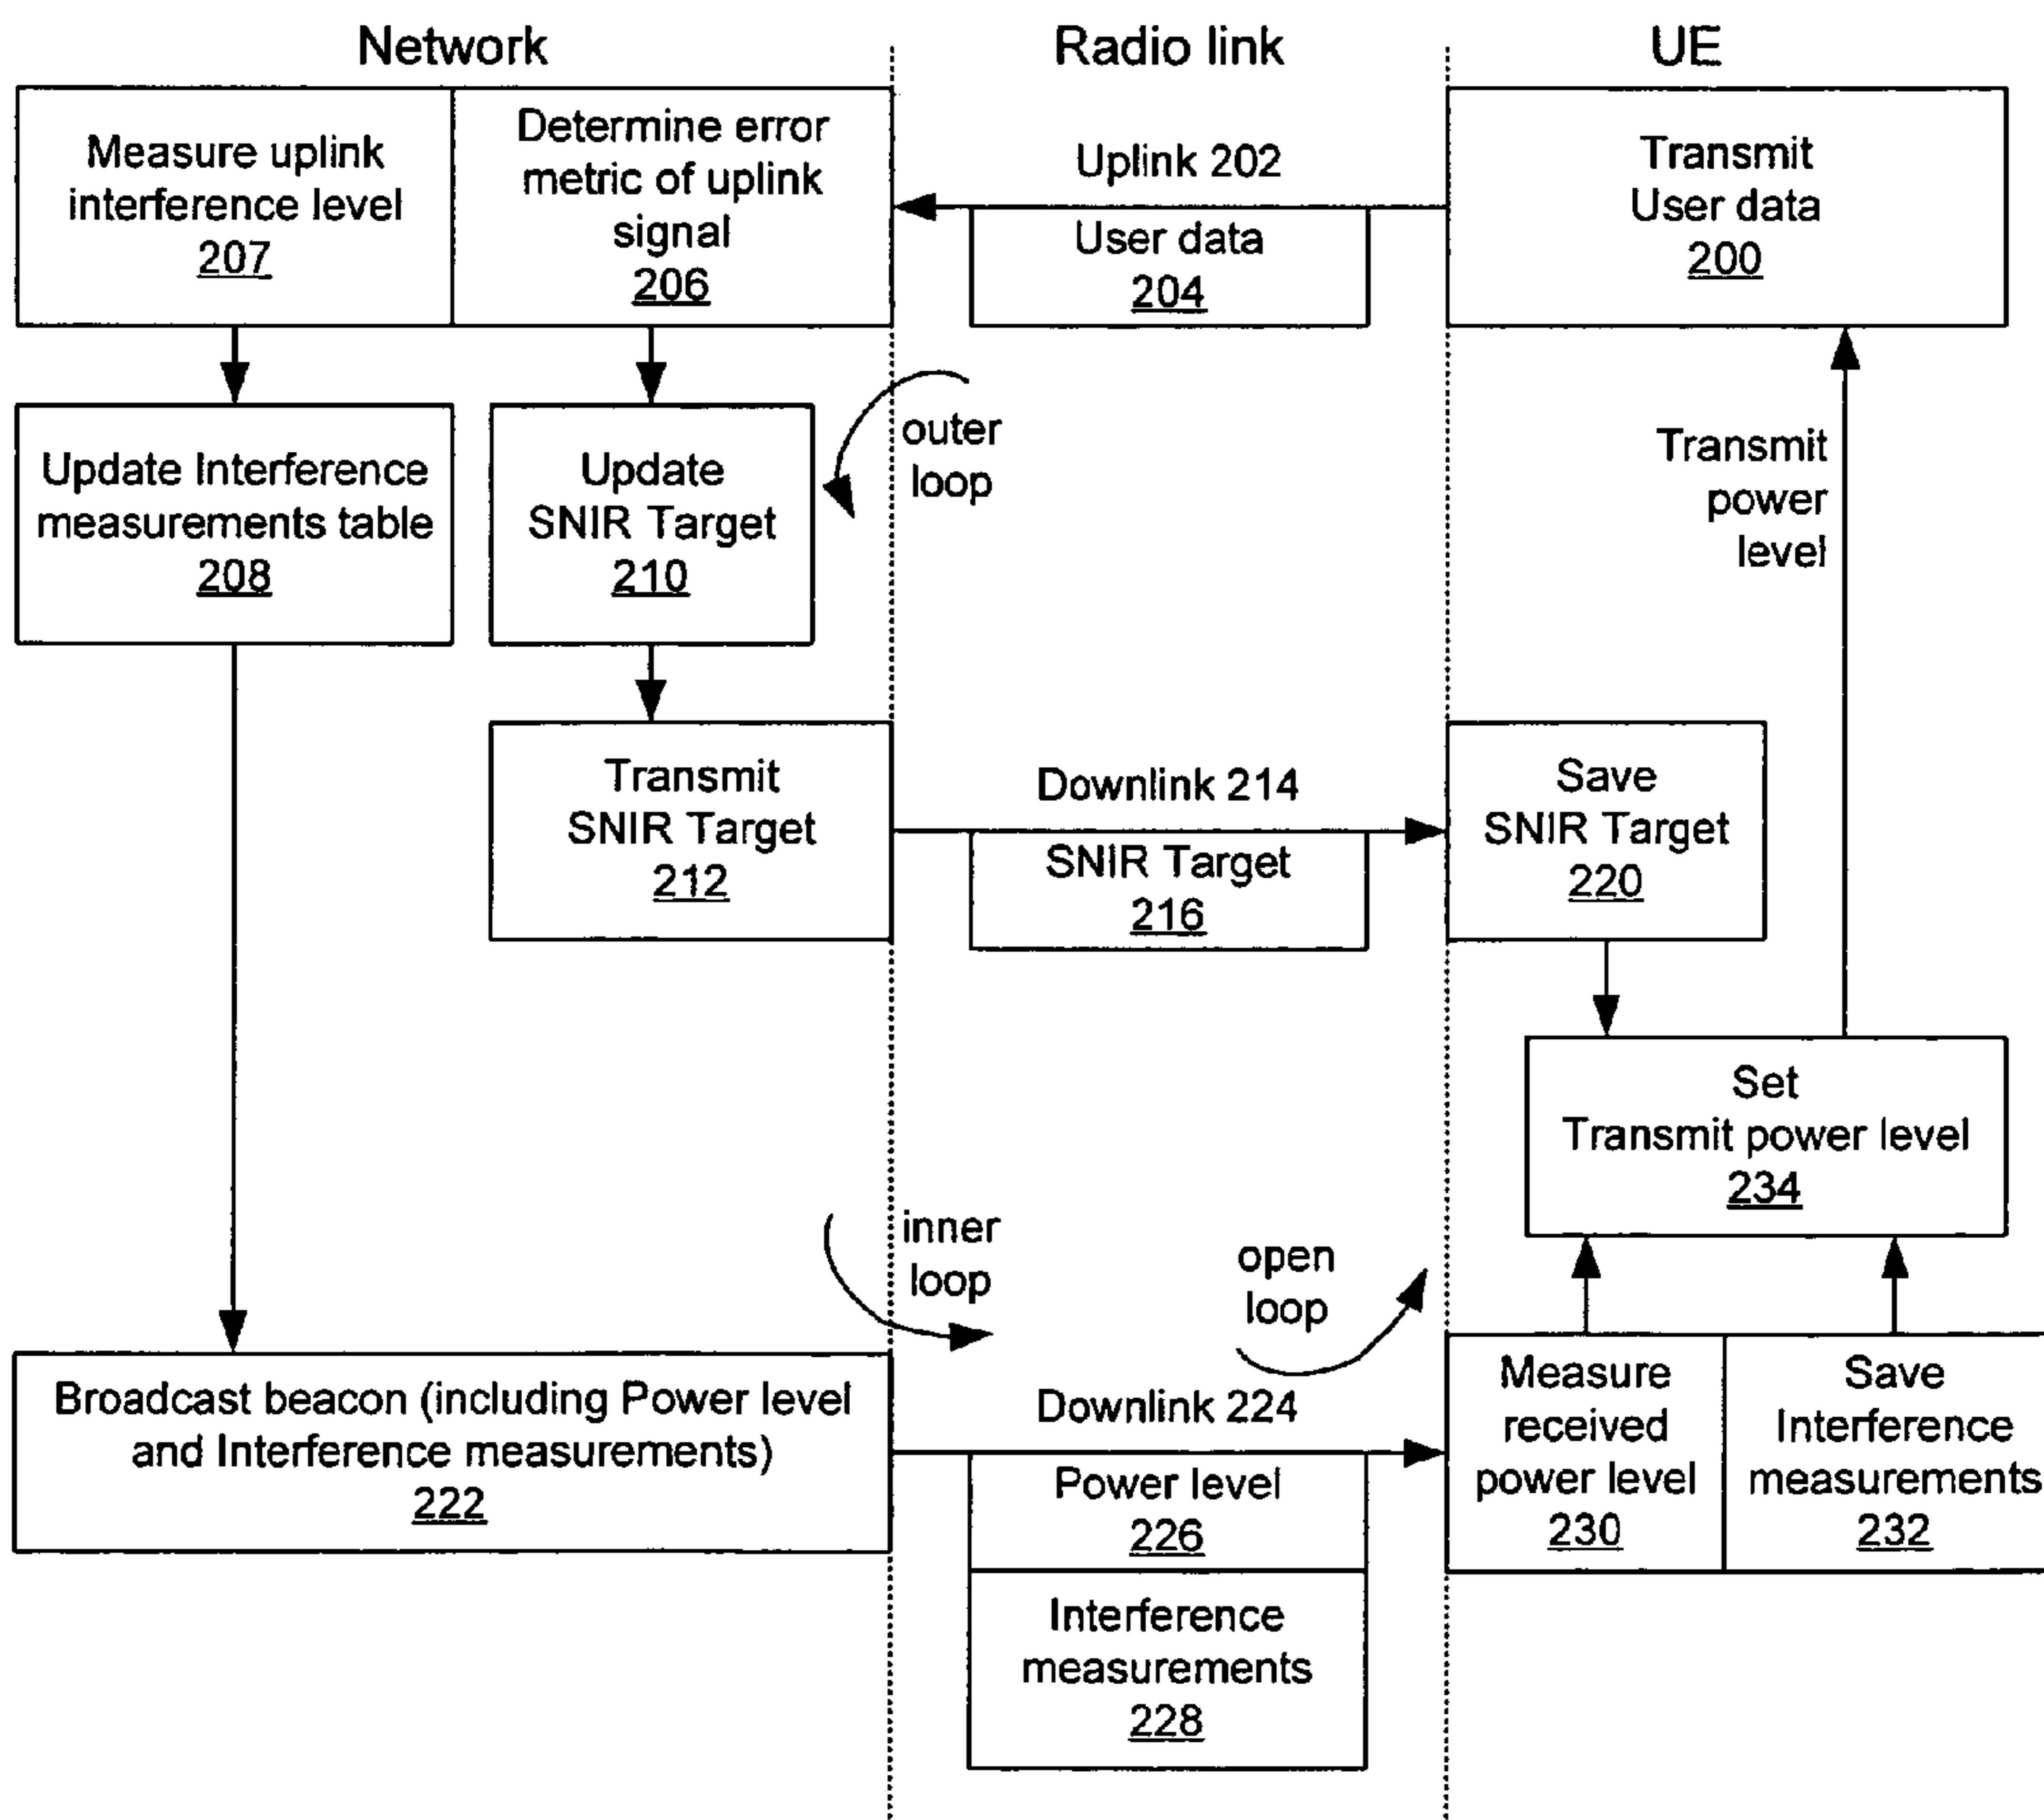 Network
Radio link
UE
Measure uplink
interference level
207
Determine error
metric of uplink
signal
206
Uplink 202
User data
204
Transmit
User data
200
Update Interference
measurements table
208
Update
SNIR Target
210
outer
loop
Transmit
power
level
Transmit
SNIR Target
212
Downlink 214
SNIR Target
216
Save
SNIR Target
220
Set
Transmit power level
234
inner
loop
open
loop
Broadcast beacon (including Power level
and Interference measurements)
222
Downlink 224
Power level
226
Interference
measurements
228
Measure
received
power level
230
Save
Interference
measurements
232